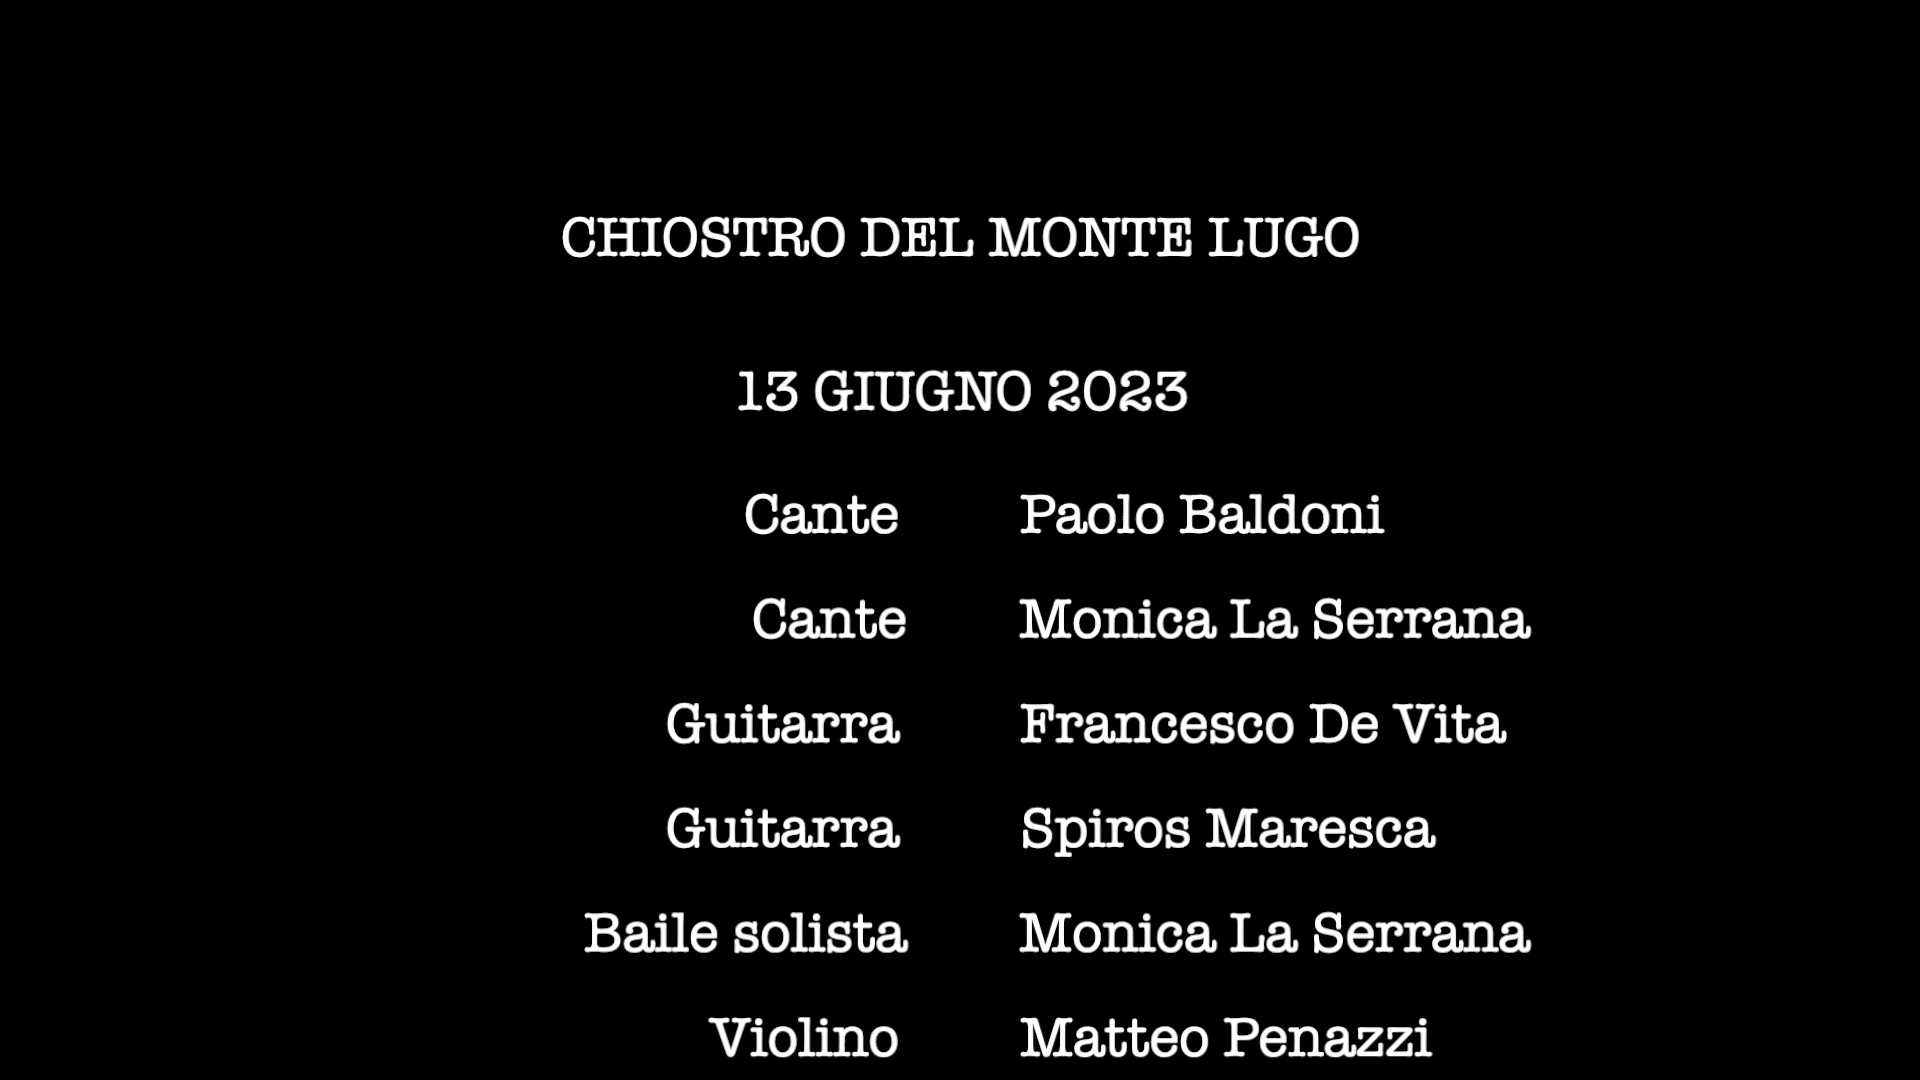 CHIOSTRO DEL MONTE LUGO
13 GIUGNO 2023
Cante Paolo Baldoni
Cante Monica La Serrana
Guitarra Francesco De Vita
Guitarra Spiros Maresca
Baile solista Monica La Serrana
Violino Matteo Penazzi